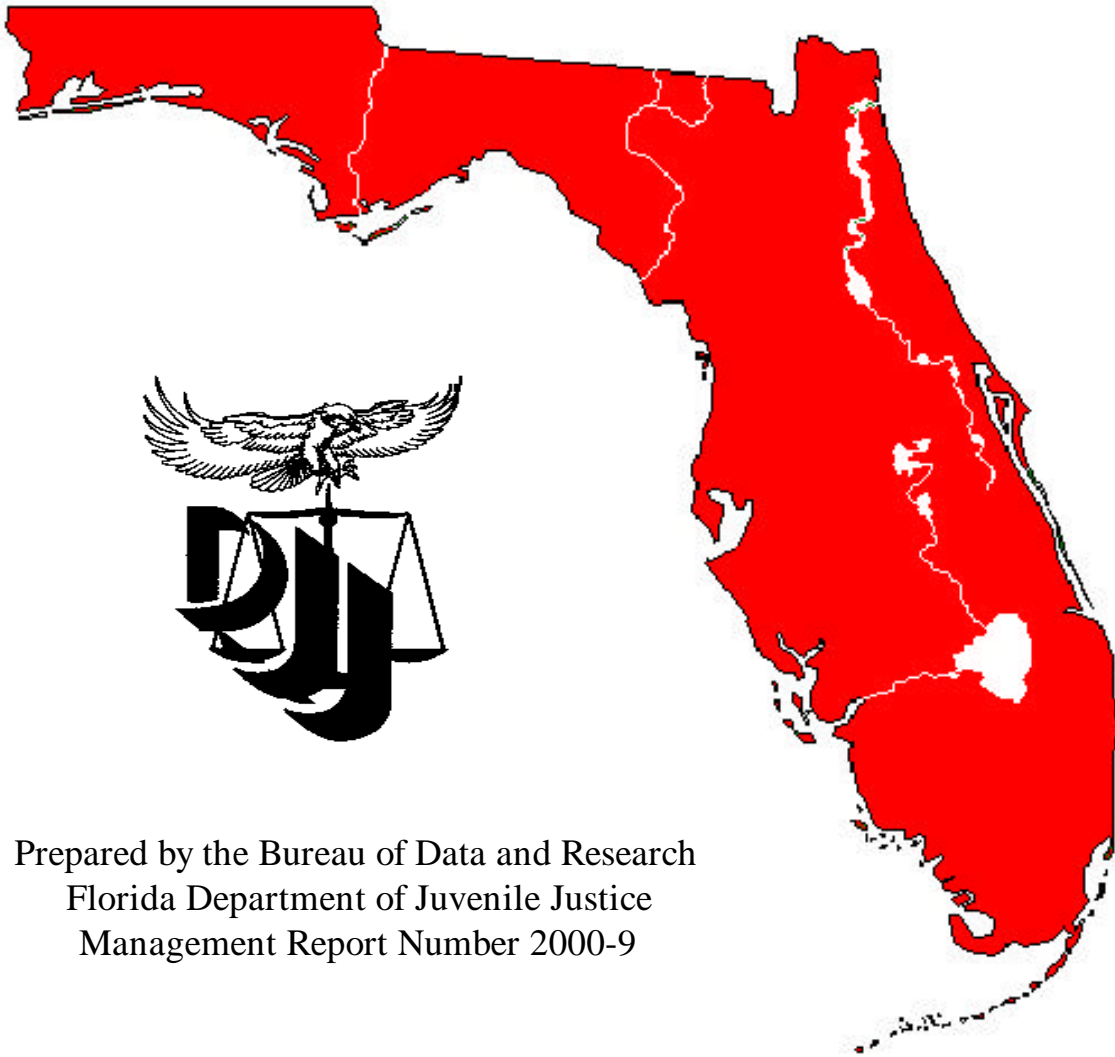 DJJ
Prepared by the Bureau of Data and Research
Florida Department of Juvenile Justice
Management Report Number 2000-9